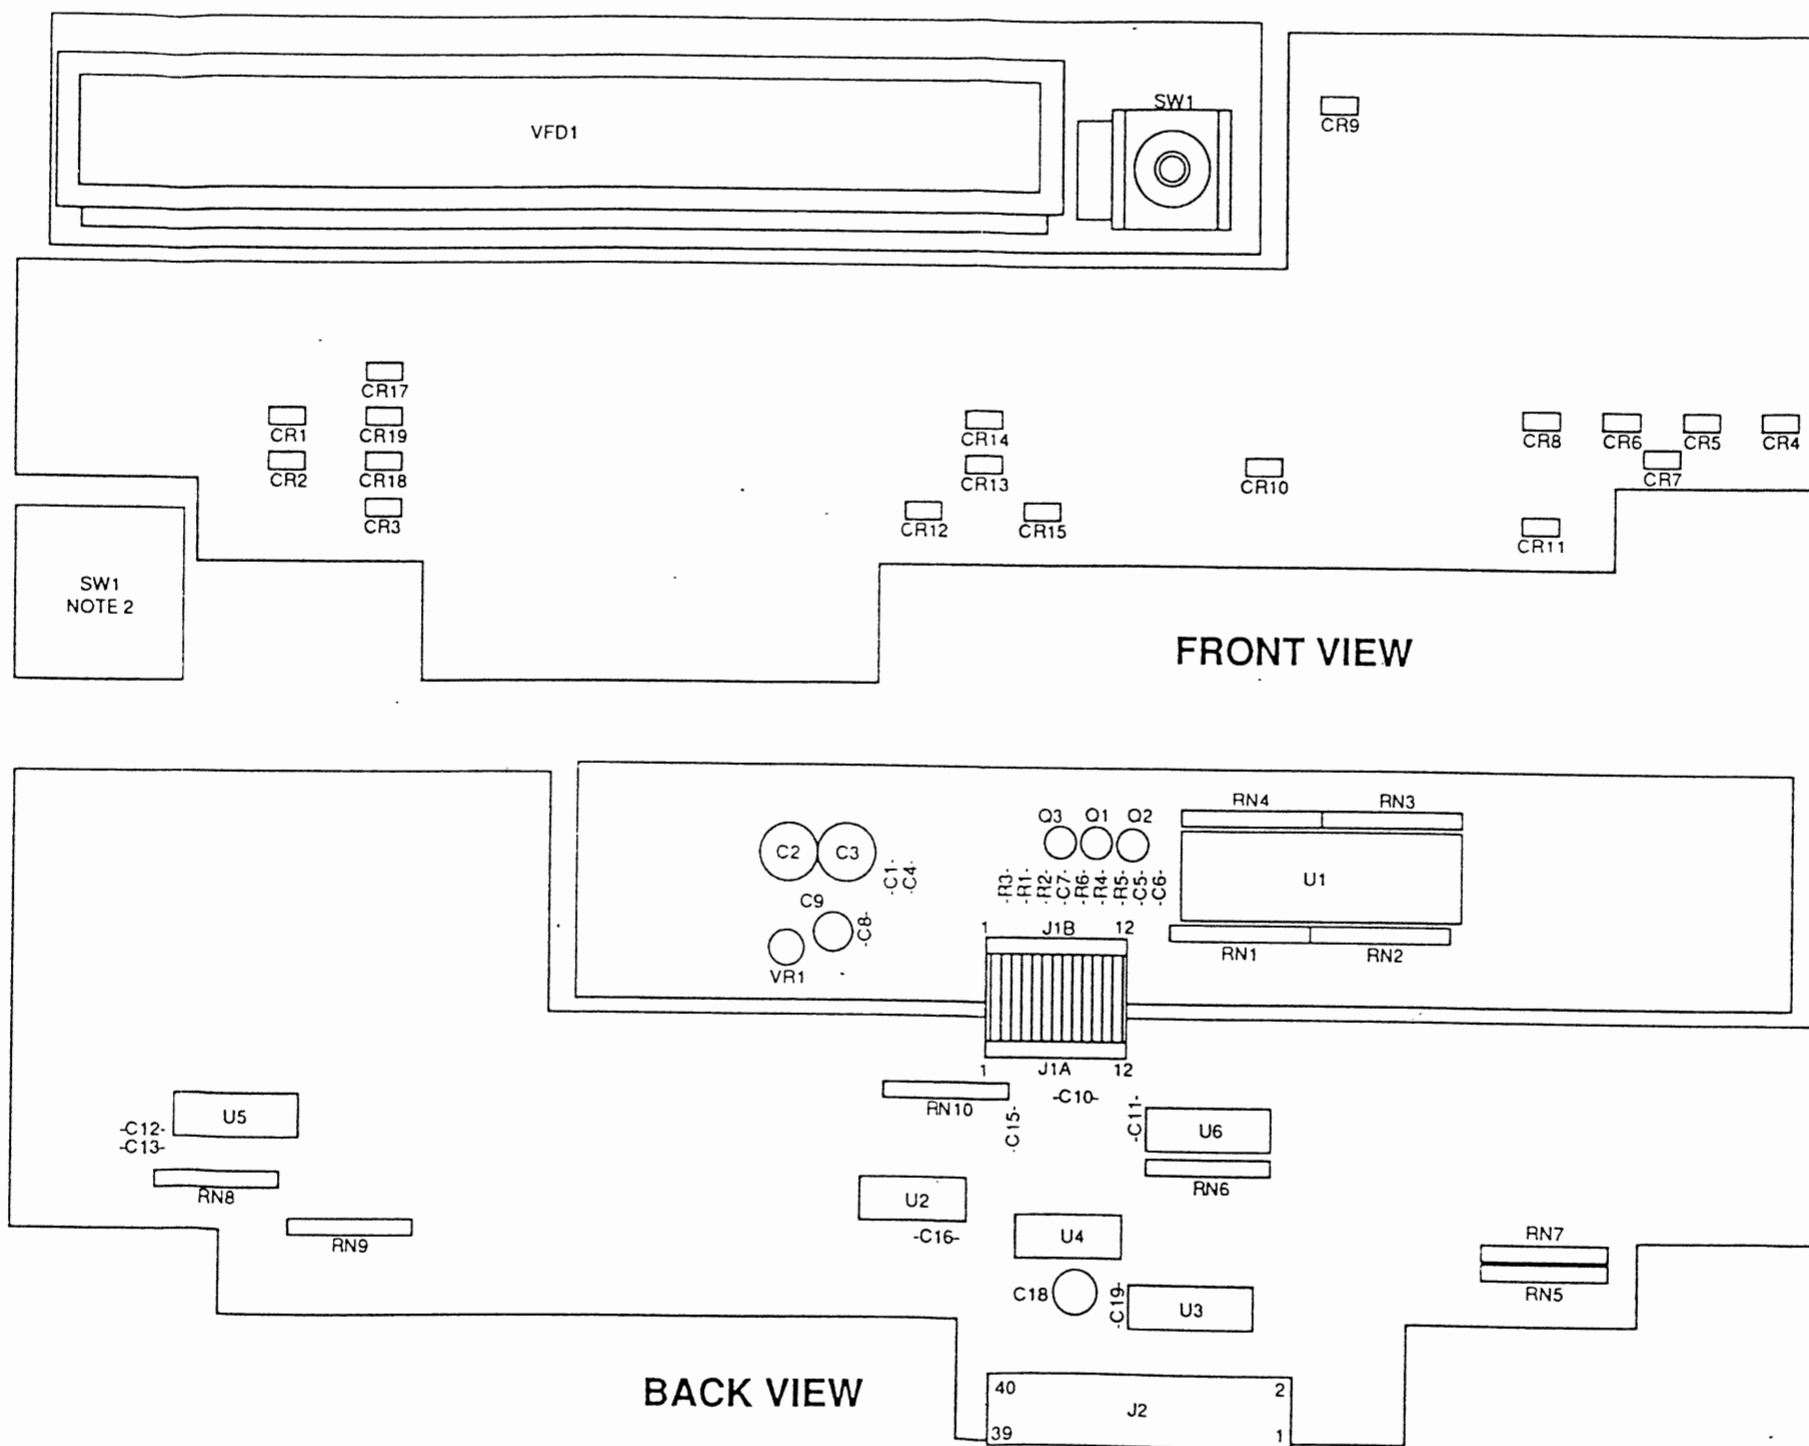 VFD1
SW1
CR9
CR17
CR1
CR19
CR14
CR8
CR6
CR5
CR4
CR2
CR18
CR13
CR10
CR7
CR3
CR12
CR15
CR11
SW1
NOTE 2
FRONT VIEW
RN4
RN3
Q3
Q1
Q2
C2
C3
-C1-
-C4-
-R3-
-R1-
-R2-
-C7-
-R6-
-R4-
-R5-
-C5-
-C6-
U1
C9
-C8-
1
J1B
12
RN1
RN2
VR1
1
J1A
12
-C10-
RN10
-C15-
-C11-
U6
U5
-C12-
-C13-
RN8
RN6
U2
-C16-
U4
RN9
RN7
C18
-C19-
U3
RN5
BACK VIEW
40
2
J2
39
1